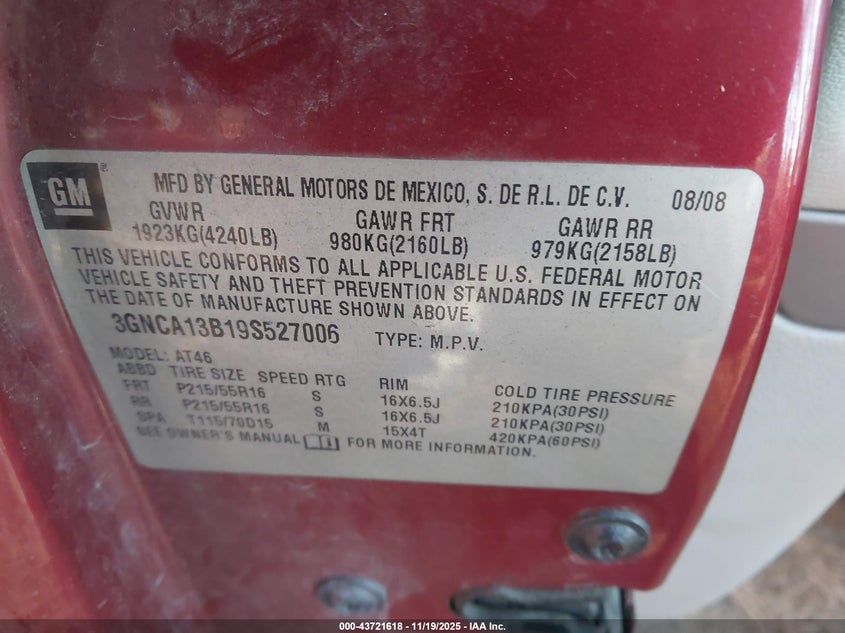 GM ® MFD BY GENERAL MOTORS DE MEXICO, S. DE R.L. DE C.V. 08/08
GVWR GAWR FRT GAWR RR
1923KG(4240LB) 980KG(2160LB) 979KG(2158LB)
THIS VEHICLE CONFORMS TO ALL APPLICABLE U.S. FEDERAL MOTOR
VEHICLE SAFETY AND THEFT PREVENTION STANDARDS IN EFFECT ON
THE DATE OF MANUFACTURE SHOWN ABOVE.
3GNCA13B19S527006 TYPE: M.P.V.
MODEL: AT46
ABBD TIRE SIZE SPEED RTG RIM COLD TIRE PRESSURE
FRT P215/55R16 S 16X6.5J 210KPA(30PSI)
RR P215/55R16 S 16X6.5J 210KPA(30PSI)
SPA T115/70D15 M 15X4T 420KPA(60PSI)
SEE OWNER'S MANUAL FOR MORE INFORMATION.
000-43721618 - 11/19/2025 - IAA Inc.